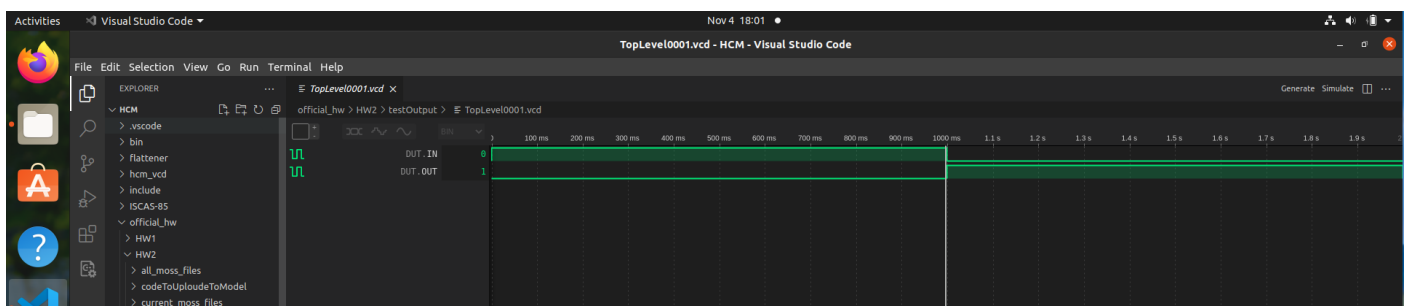 Activities Visual Studio Code Nov 4 18:01
TopLevel0001.vcd - HCM - Visual Studio Code
File Edit Selection View Go Run Terminal Help
EXPLORER ... TopLevel0001.vcd Generate Simulate ...
HCM official_hw > HW2 > testOutput > TopLevel0001.vcd
> .vscode BIN
> bin 100 ms 200 ms 300 ms 400 ms 500 ms 600 ms 700 ms 800 ms 900 ms 1000 ms 1.1 s 1.2 s 1.3 s 1.4 s 1.5 s 1.6 s 1.7 s 1.8 s 1.9 s
> flattener DUT.IN 0
> hcm_vcd DUT.OUT 1
> include
> ISCAS-85
official_hw
> HW1
HW2
> all_moss_files
> codeToUploudeToModel
> current_moss_files